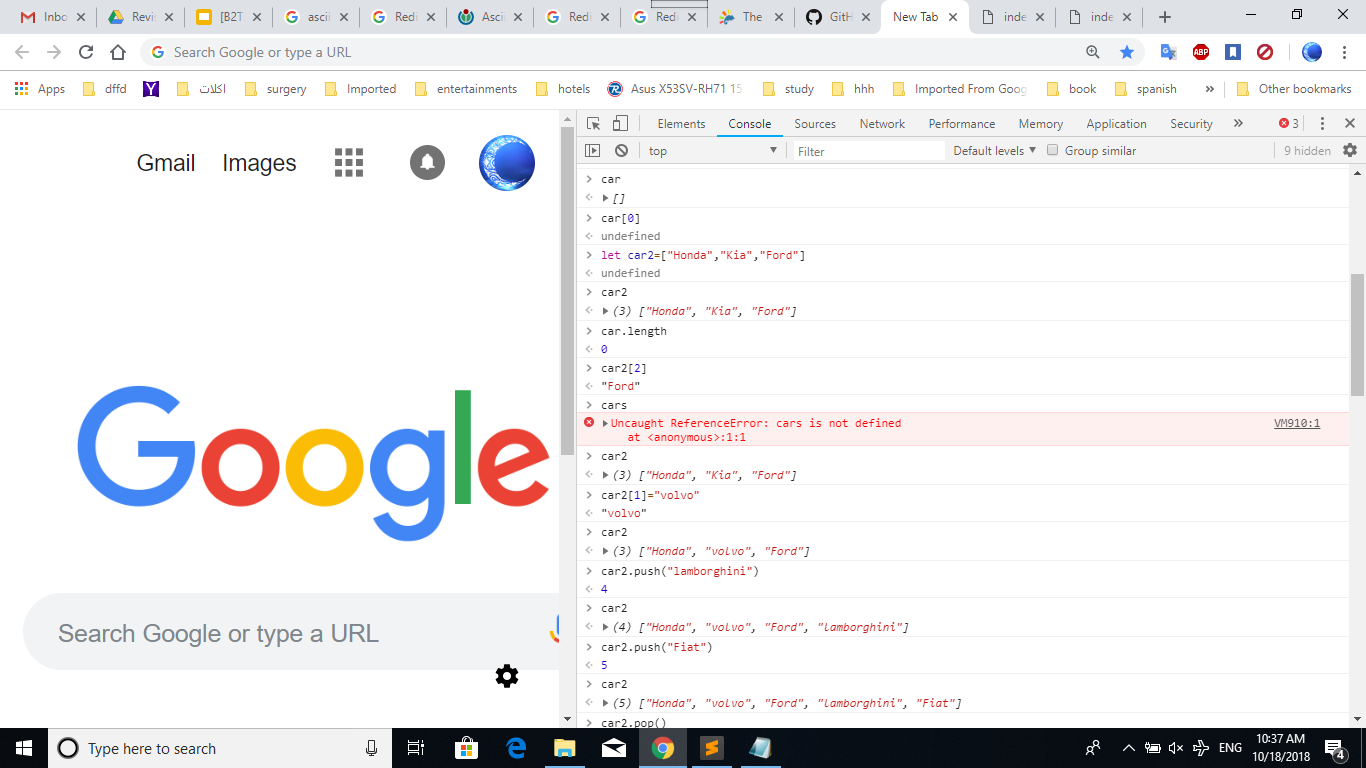 Inbo
Revis
[B2T
ascii
Redi
Ascii
Redi
Redi
The
GitH
New Tab
inde
inde
Search Google or type a URL
ABP
Apps
dffd
Y
اكلات
surgery
Imported
entertainments
hotels
Asus X53SV-RH71 15
study
hhh
Imported From Goog
book
spanish
»
Other bookmarks
Gmail
Images
Google
Search Google or type a URL
Elements
Console
Sources
Network
Performance
Memory
Application
Security
»
3
top
Filter
Default levels
Group similar
9 hidden
car
[]
car[0]
undefined
let car2=["Honda","Kia","Ford"]
undefined
car2
(3) ["Honda", "Kia", "Ford"]
car.length
0
car2[2]
"Ford"
cars
Uncaught ReferenceError: cars is not defined
VM910:1
at <anonymous>:1:1
car2
(3) ["Honda", "Kia", "Ford"]
car2[1]="volvo"
"volvo"
car2
(3) ["Honda", "volvo", "Ford"]
car2.push("lamborghini")
4
car2
(4) ["Honda", "volvo", "Ford", "lamborghini"]
car2.push("Fiat")
5
car2
(5) ["Honda", "volvo", "Ford", "lamborghini", "Fiat"]
car2.pop()
Type here to search
ENG
10:37 AM
10/18/2018
4